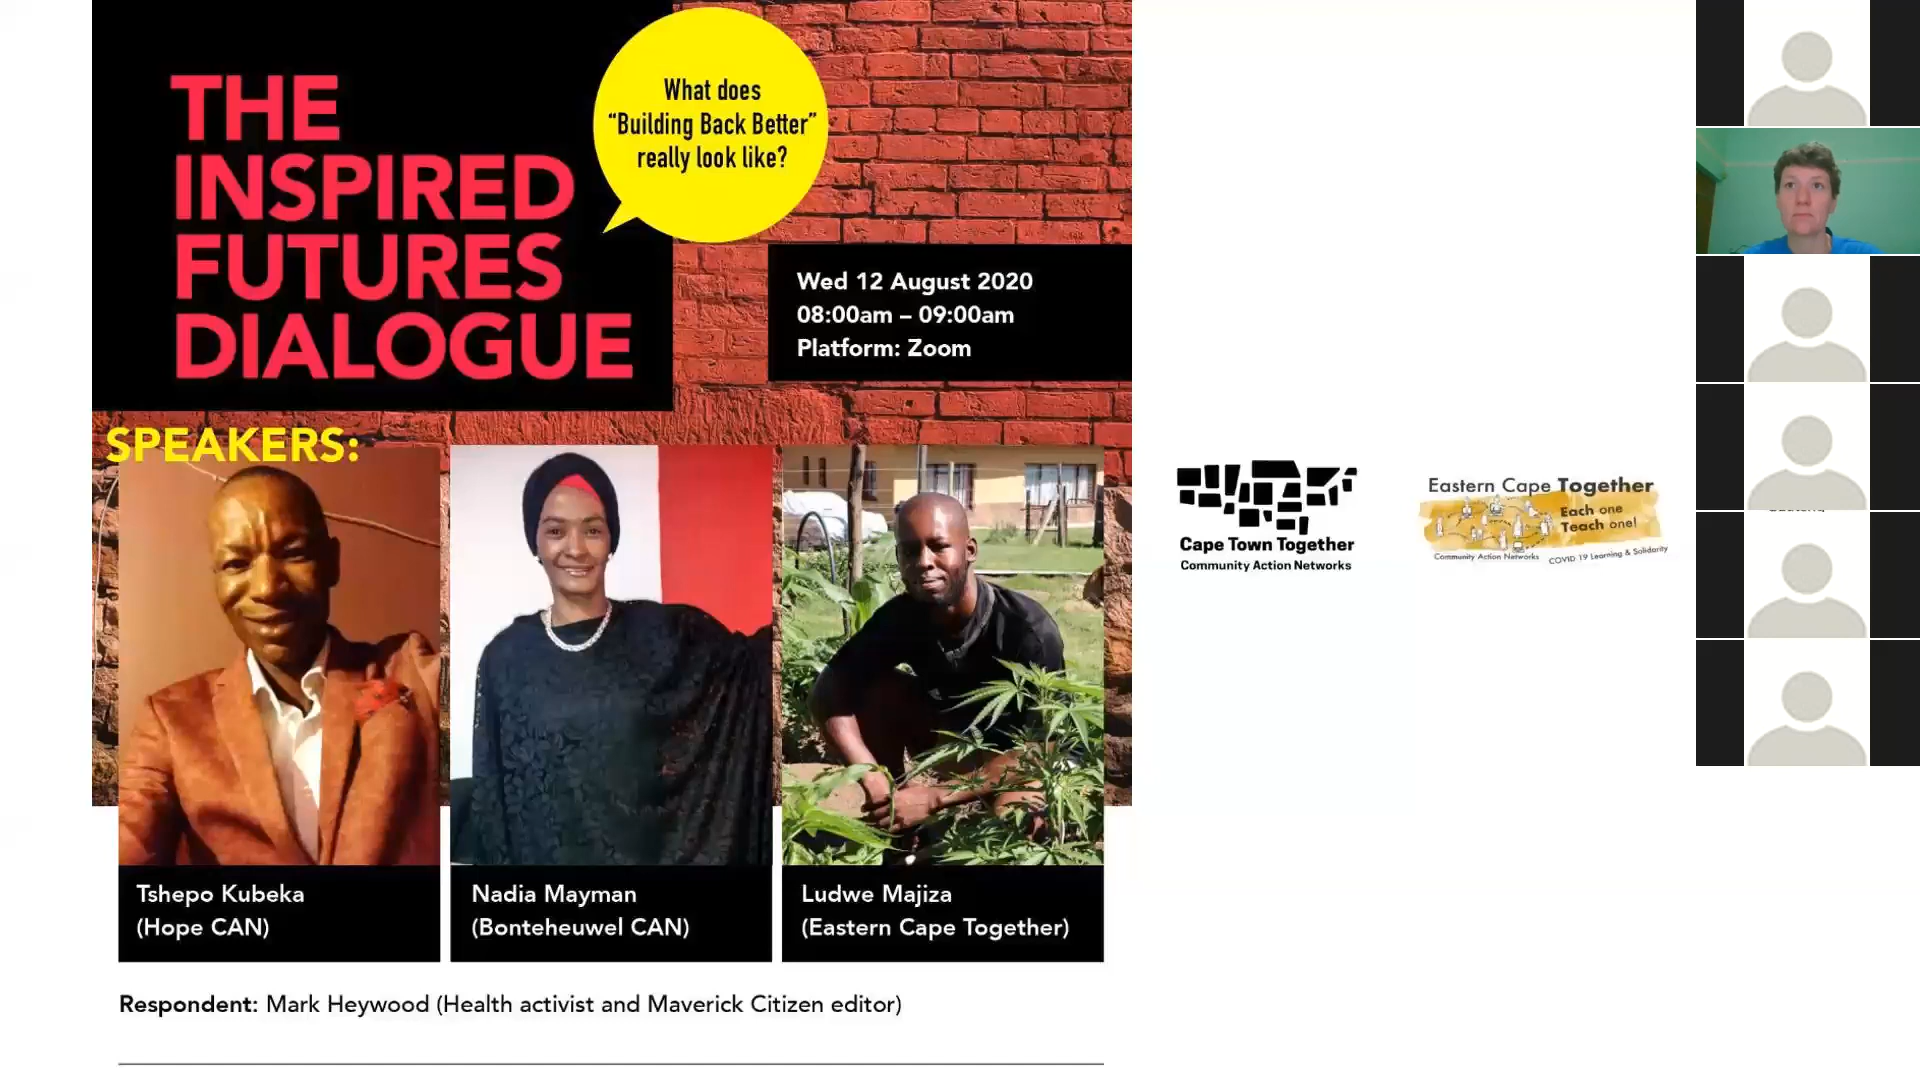 THE
INSPIRED
FUTURES
DIALOGUE
What does
“Building Back Better”
really look like?
Wed 12 August 2020
08:00am – 09:00am
Platform: Zoom
SPEAKERS:
Tshepo Kubeka
(Hope CAN)
Nadia Mayman
(Bonteheuwel CAN)
Ludwe Majiza
(Eastern Cape Together)
Respondent: Mark Heywood (Health activist and Maverick Citizen editor)
Cape Town Together
Community Action Networks
Eastern Cape Together
Each one
Teach one!
Community Action Networks
COVID 19 Learning & Solidarity